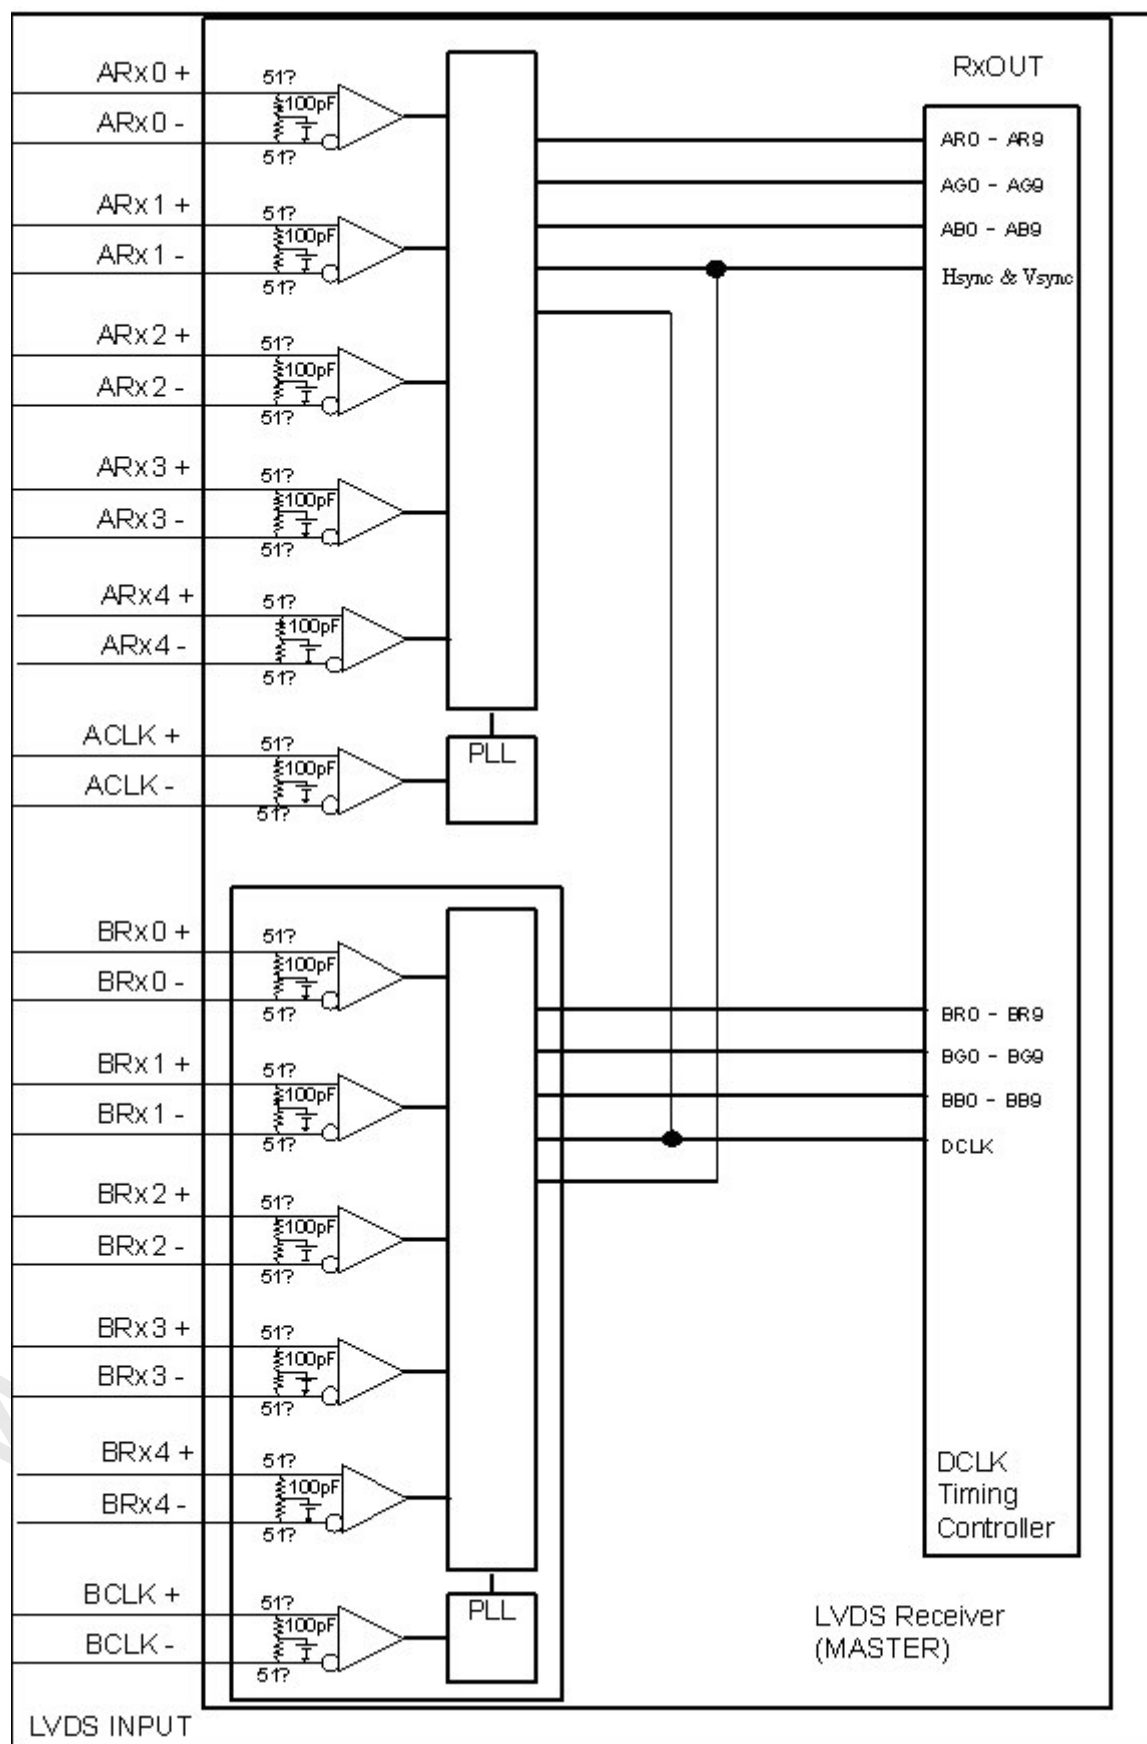 RxOUT
ARx0 +
51?
100pF
ARx0 -
51?
AR0 - AR9
AG0 - AG9
AB0 - AB9
Hsync & Vsync
ARx1 +
51?
100pF
ARx1 -
51?
ARx2 +
51?
100pF
ARx2 -
51?
ARx3 +
51?
100pF
ARx3 -
51?
ARx4 +
51?
100pF
ARx4 -
51?
ACLK +
51?
100pF
ACLK -
51?
PLL
BRx0 +
51?
100pF
BRx0 -
51?
BR0 - BR9
BG0 - BG9
BB0 - BB9
DCLK
BRx1 +
51?
100pF
BRx1 -
51?
BRx2 +
51?
100pF
BRx2 -
51?
BRx3 +
51?
100pF
BRx3 -
51?
BRx4 +
51?
100pF
BRx4 -
51?
DCLK
Timing
Controller
BCLK +
51?
100pF
BCLK -
51?
PLL
LVDS Receiver
(MASTER)
LVDS INPUT